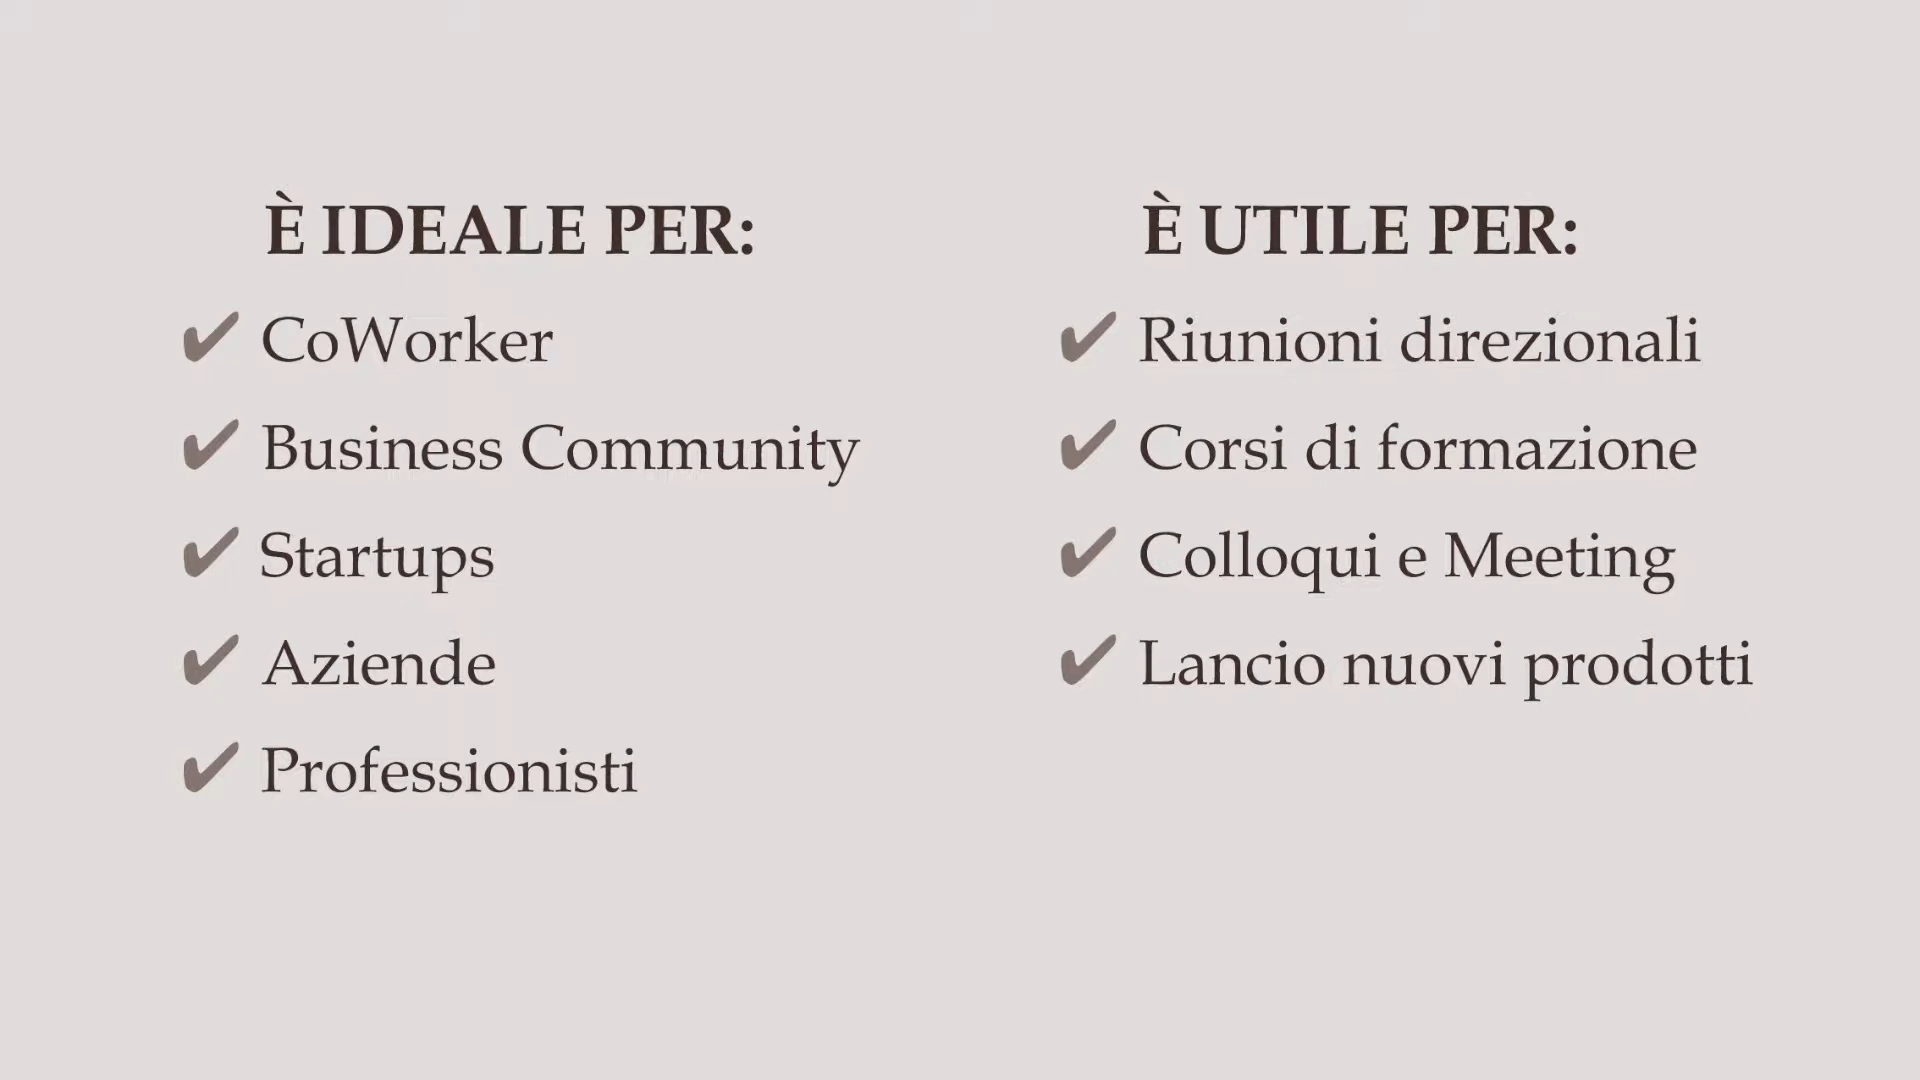 È IDEALE PER:
✔ CoWorker
✔ Business Community
✔ Startups
✔ Aziende
✔ Professionisti
È UTILE PER:
✔ Riunioni direzionali
✔ Corsi di formazione
✔ Colloqui e Meeting
✔ Lancio nuovi prodotti